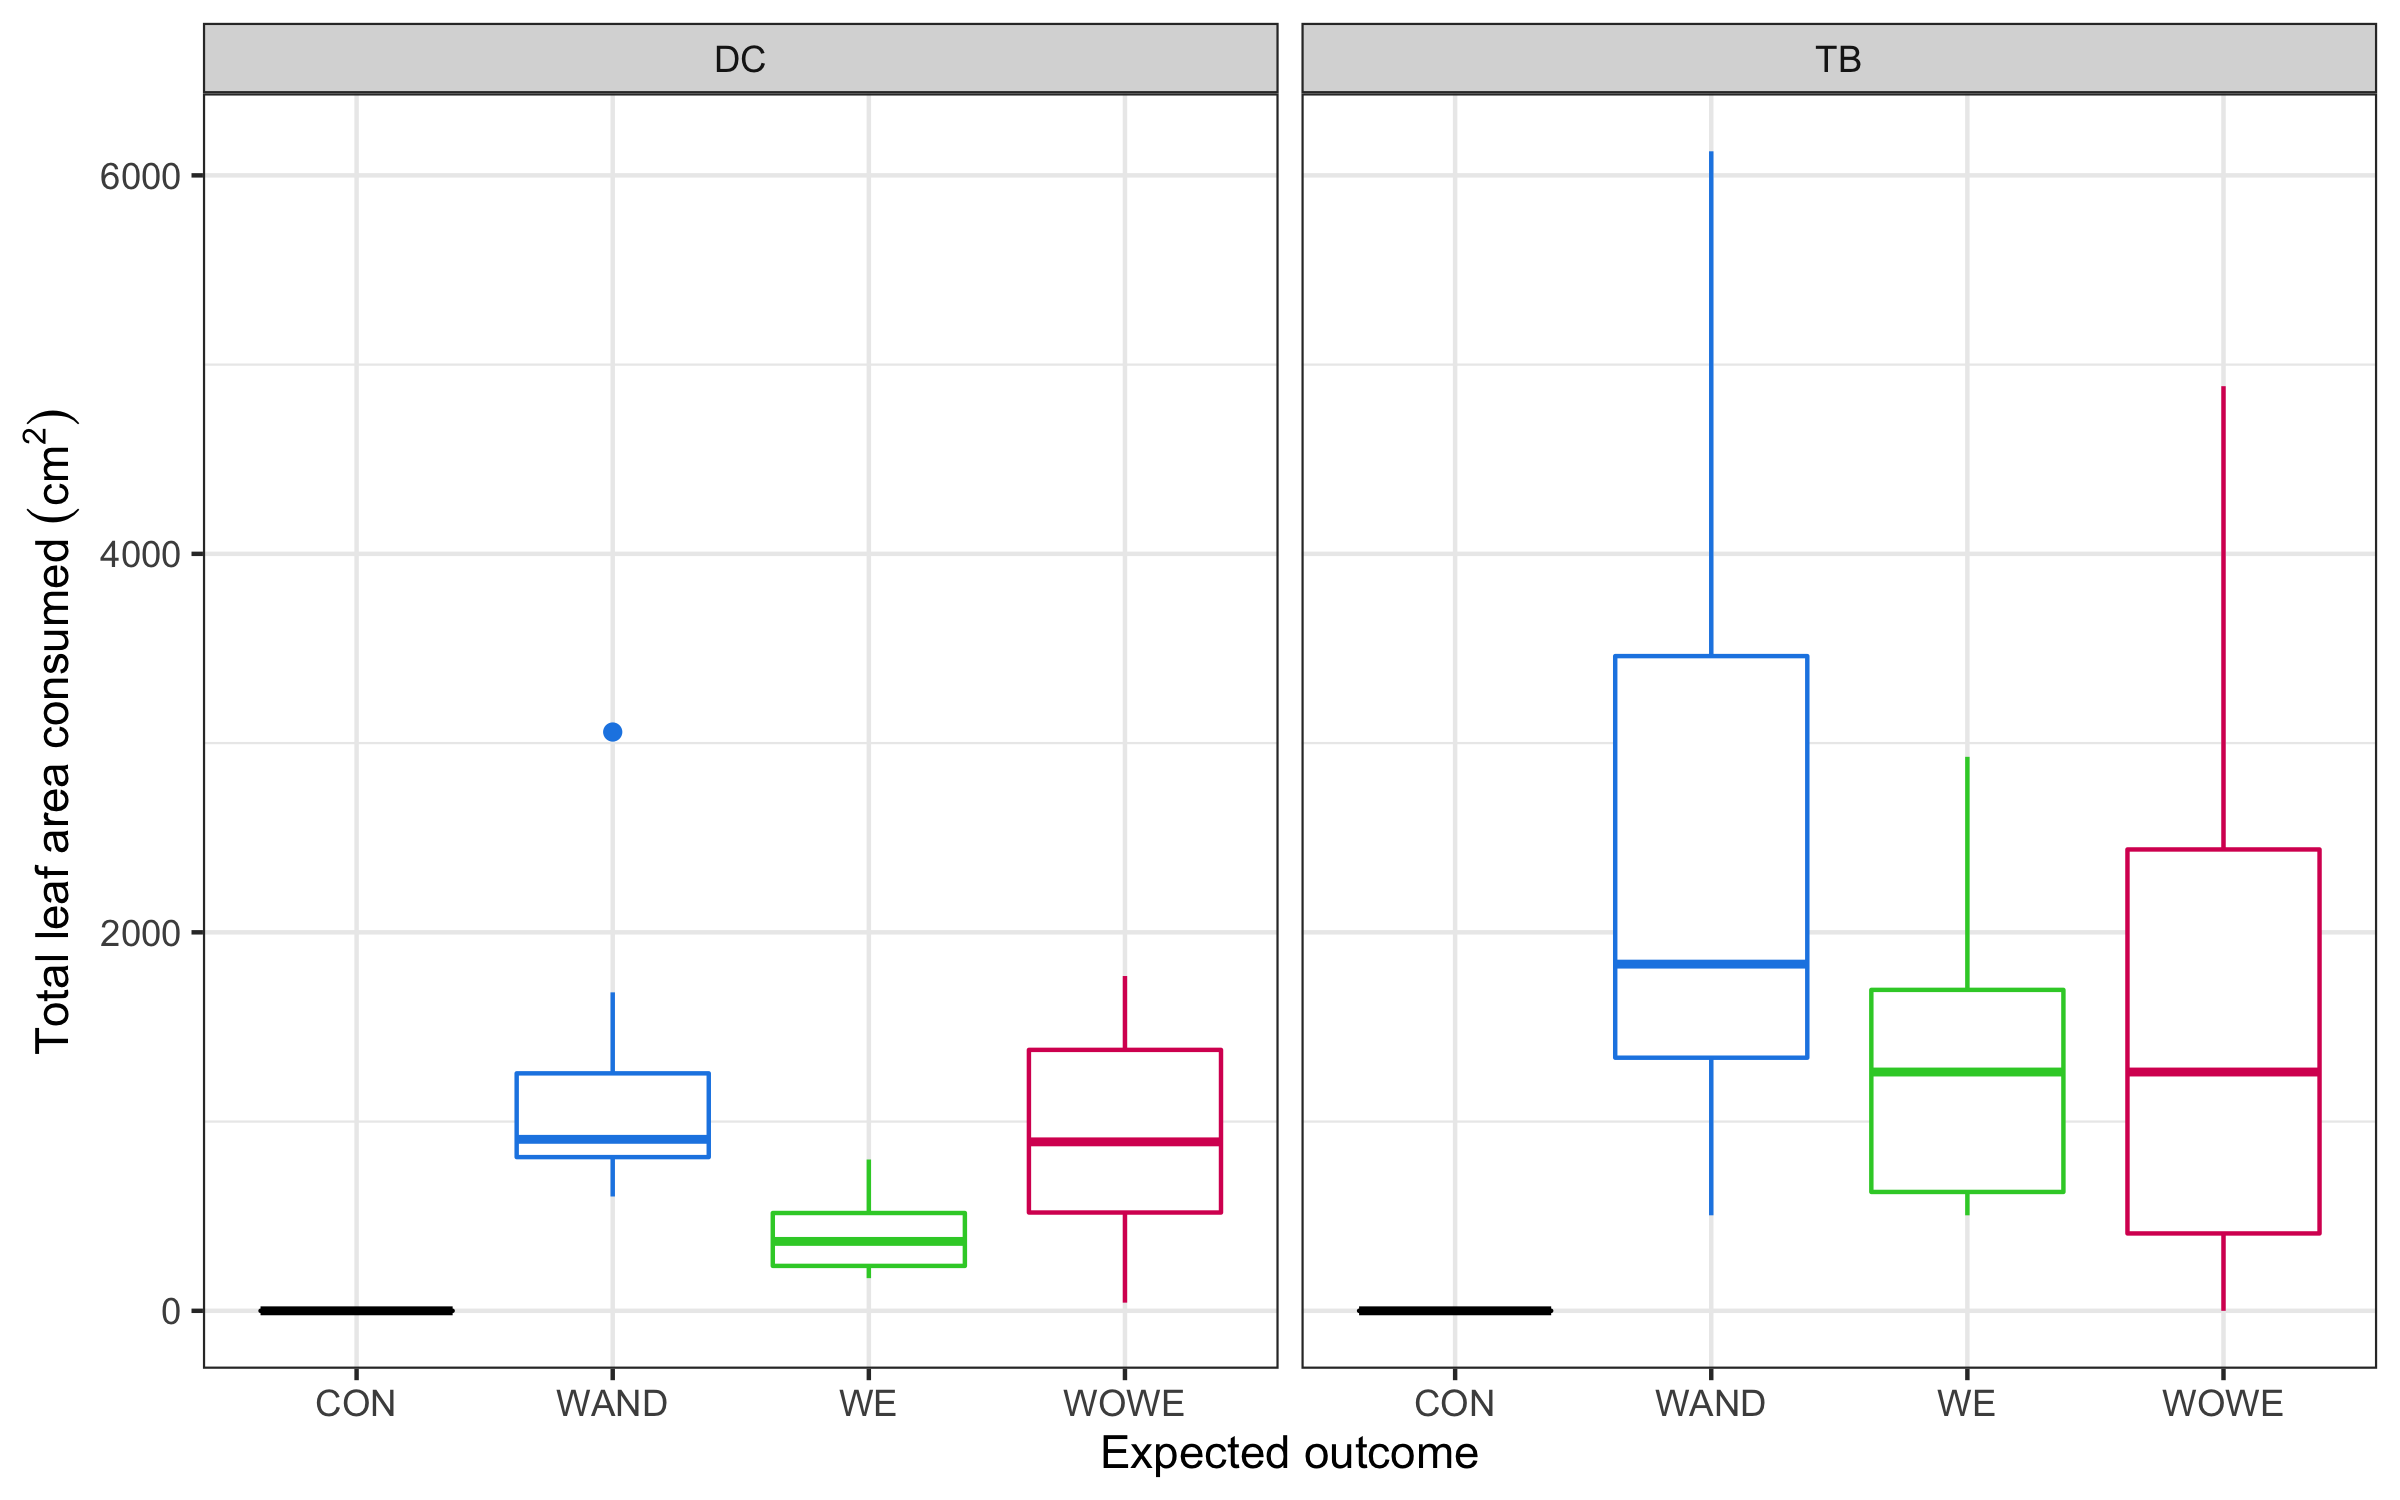 DC
TB
Total leaf area consumed (cm²)
6000
4000
2000
0
CON WAND WE WOWE
CON WAND WE WOWE
Expected outcome